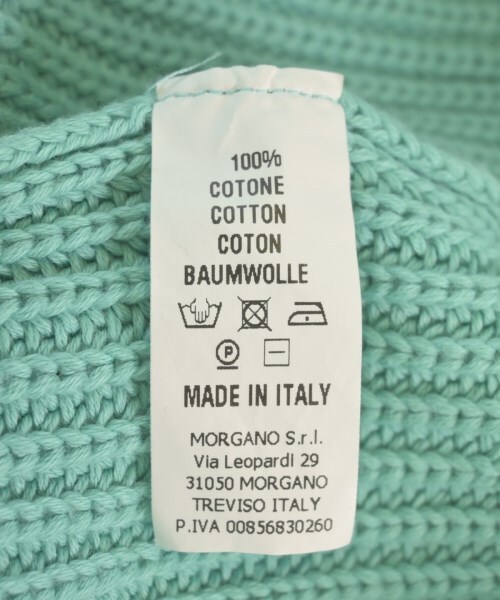 100%
COTONE
COTTON
COTON
BAUMWOLLE
P
MADE IN ITALY
MORGANO S.r.l.
Via Leopardi 29
31050 MORGANO
TREVISO ITALY
P.IVA 00856830260